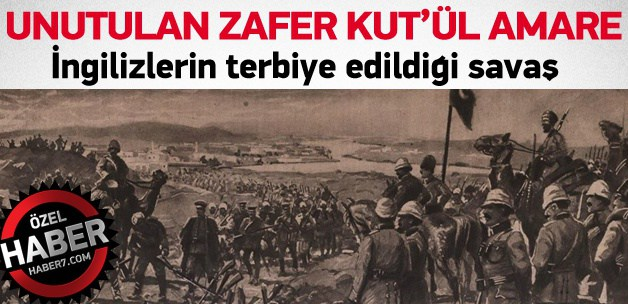 UNUTULAN ZAFER KUT'ÜL AMARE
İngilizlerin terbiye edildiği savaş
ÖZEL
HABER
HABER7.COM